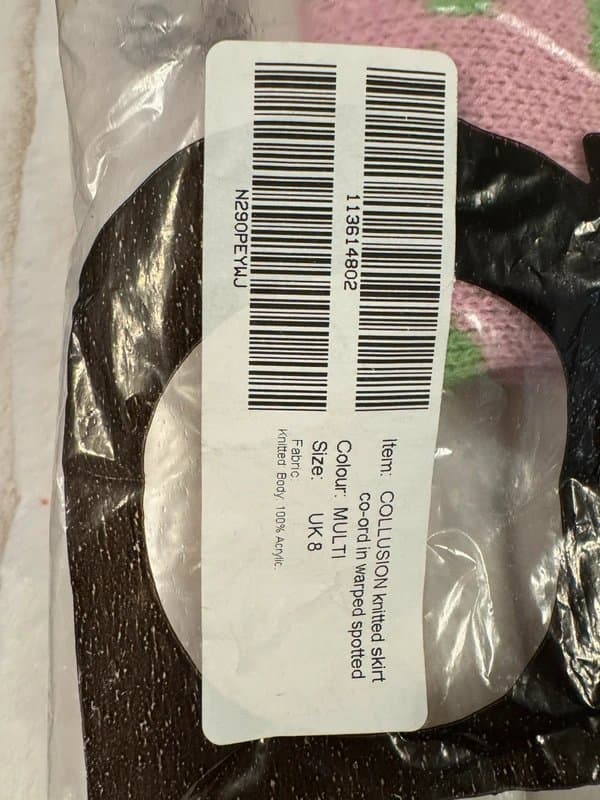 113614802
N290PEYWJ
Item: COLLUSION knitted skirt
co-ord in warped spotted
Colour: MULTI
Size: UK 8
Fabric:
Knitted Body: 100% Acrylic.